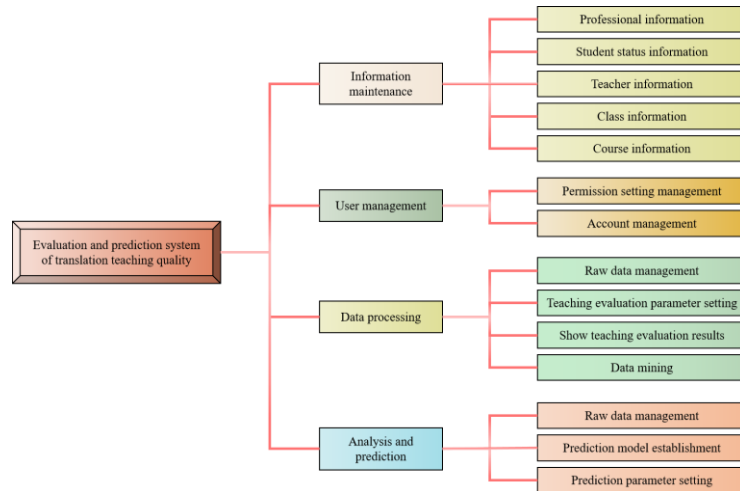 Professional information
Student status information
Information
maintenance
Teacher information
Class information
Course information
User management
Permission setting management
Account management
Evaluation and prediction system
of translation teaching quality
Raw data management
Teaching evaluation parameter setting
Data processing
Show teaching evaluation results
Data mining
Raw data management
Analysis and
prediction
Prediction model establishment
Prediction parameter setting